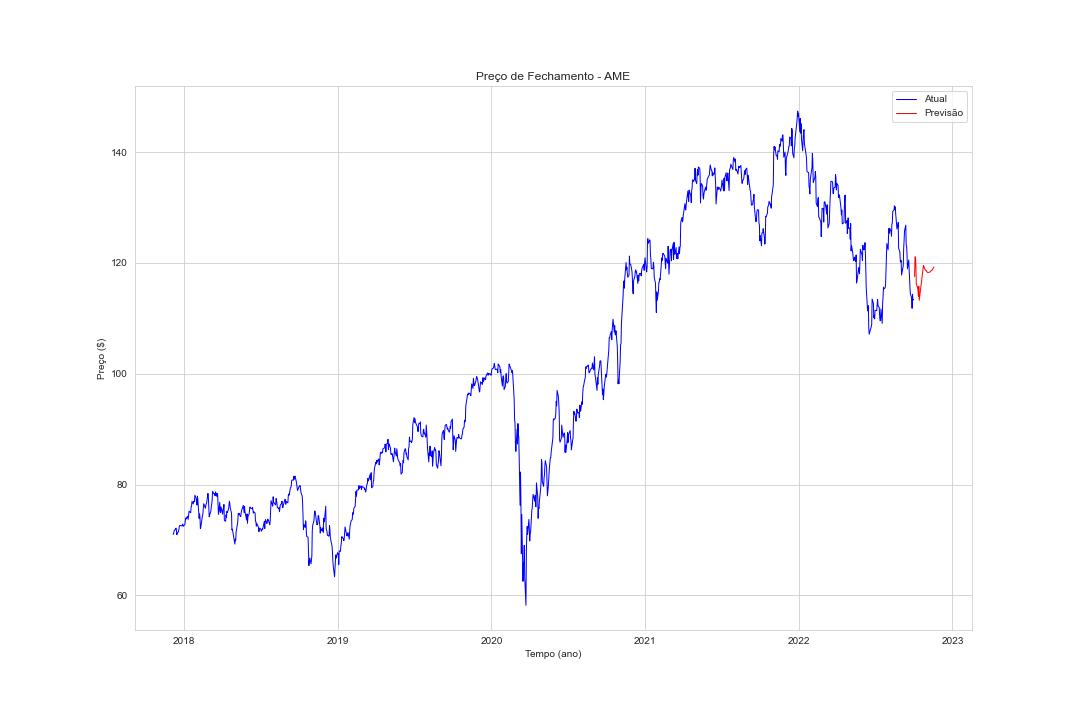 Preço de Fechamento - AME
Atual
Previsão
140
120
100
80
60
Preço ($)
2018 2019 2020 2021 2022 2023
Tempo (ano)